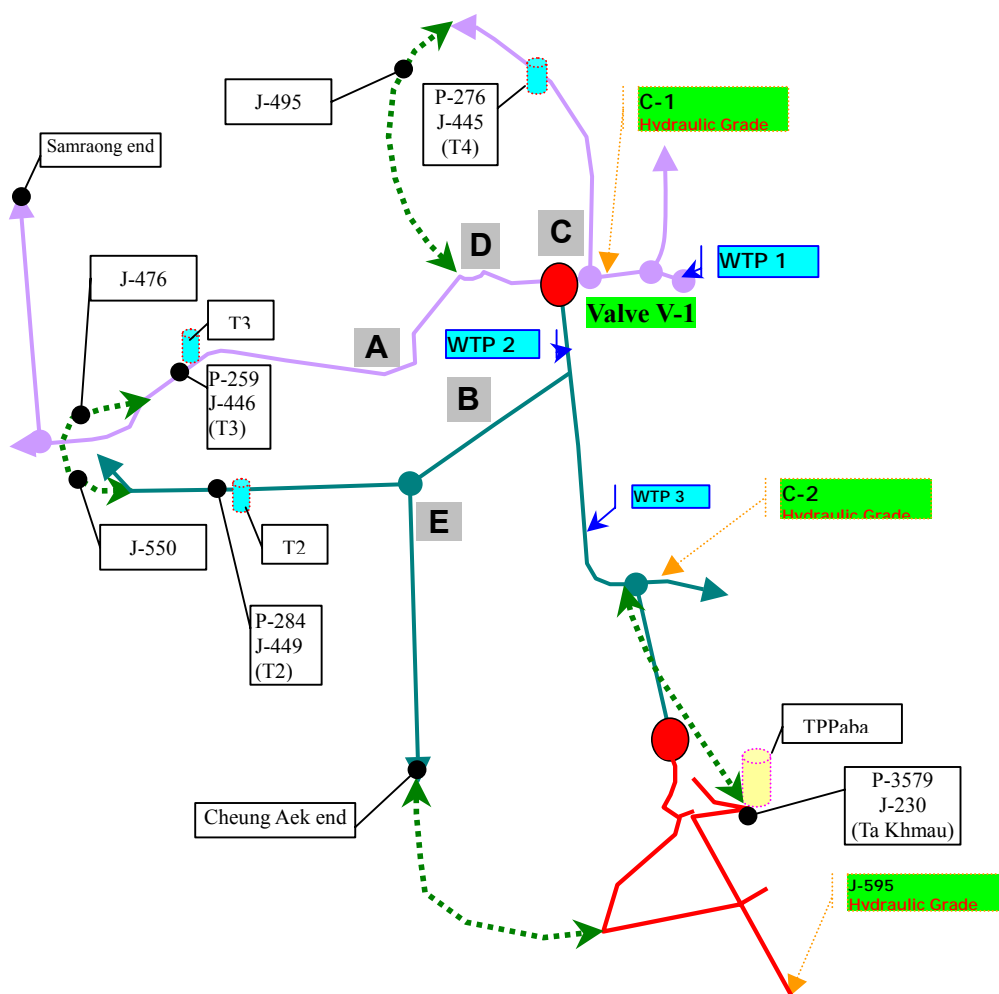 C-1
Hydraulic Grade
J-495
P-276
J-445
(T4)
Samraong end
D
C
J-476
WTP 1
T3
Valve V-1
A
WTP 2
P-259
J-446
(T3)
B
WTP 3
C-2
Hydraulic Grade
E
J-550
T2
P-284
J-449
(T2)
TPPaba
P-3579
J-230
(Ta Khmau)
Cheung Aek end
J-595
Hydraulic Grade